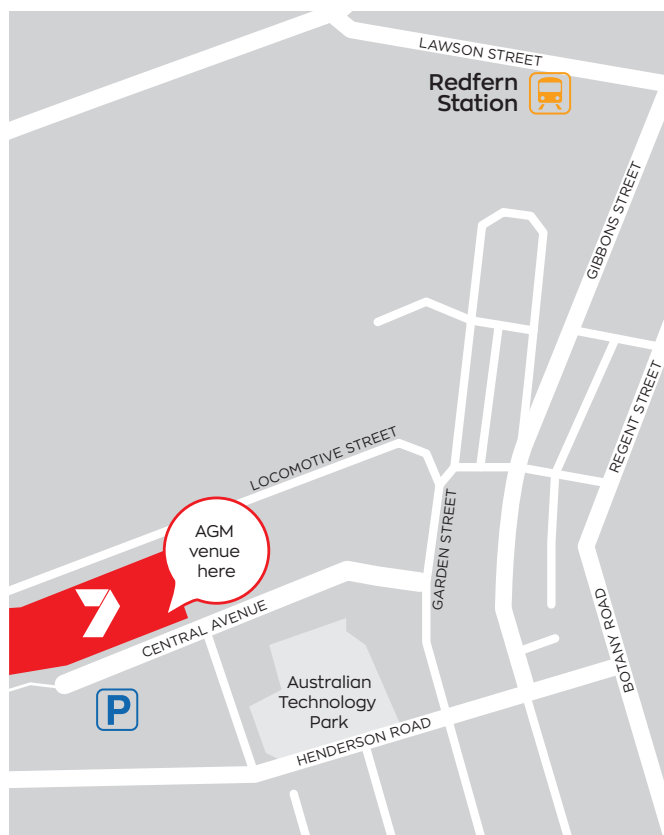 LAWSON STREET
Redfern
Station
GIBBONS STREET
REGENT STREET
LOCOMOTIVE STREET
GARDEN STREET
AGM
venue
here
7
CENTRAL AVENUE
BOTANY ROAD
Australian
Technology
Park
P
HENDERSON ROAD